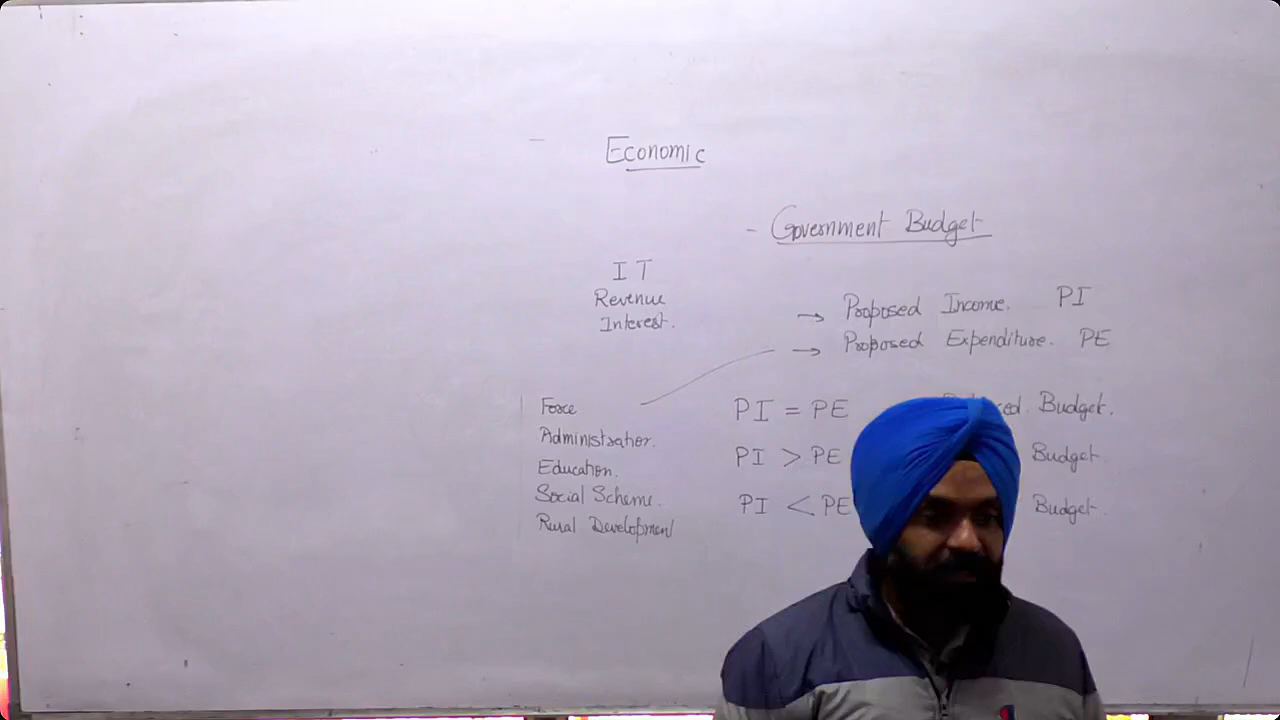 Economic
- Government Budget
I T
Revenue
Interest.
→ Proposed Income. PI
→ Proposed Expenditure. PE
Force
Administration.
Education.
Social Scheme.
Rural Development
PI = PE Budget.
PI > PE Budget.
PI < PE Budget.